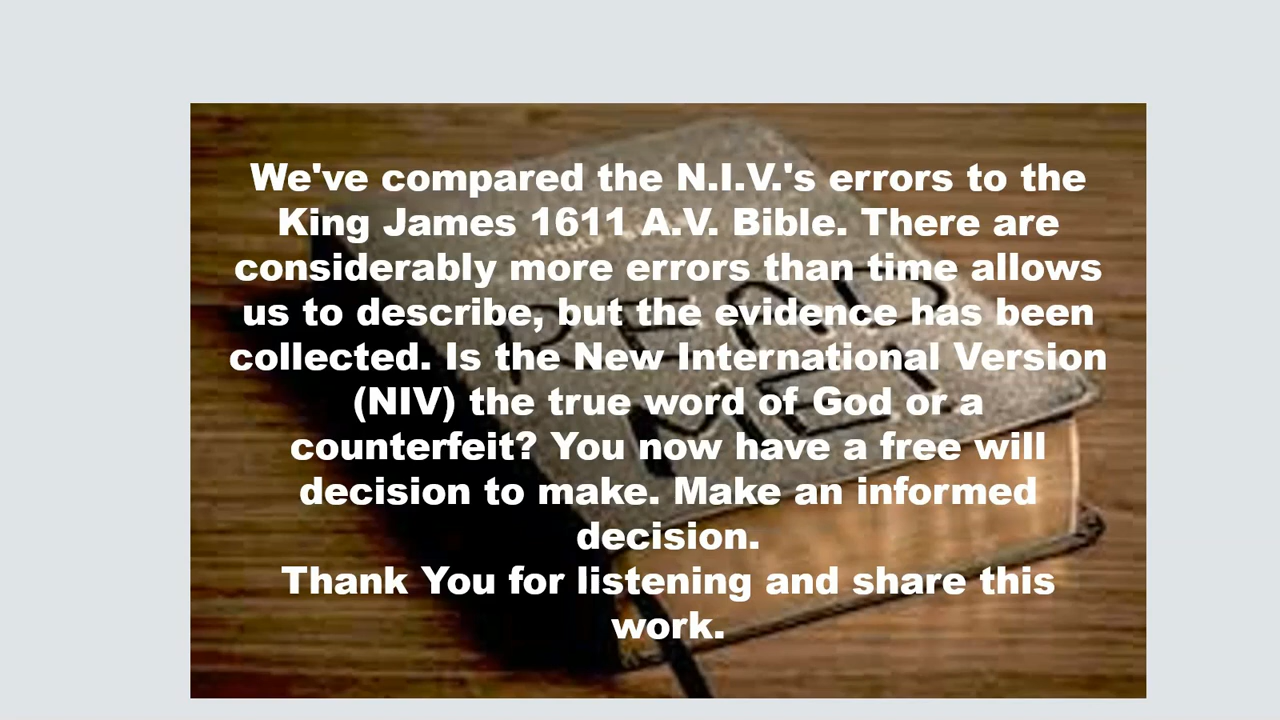 We've compared the N.I.V.'s errors to the
King James 1611 A.V. Bible. There are
considerably more errors than time allows
us to describe, but the evidence has been
collected. Is the New International Version
(NIV) the true word of God or a
counterfeit? You now have a free will
decision to make. Make an informed
decision.
Thank You for listening and share this
work.
READ
ME!